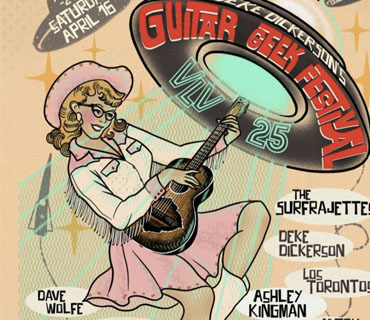 SATURDAY
APRIL 16
DEKE DICKERSON'S
GUITAR GEEK FESTIVAL
VLV 25
THE
SURFRAJETTES
DEKE
DICKERSON
LOS
TORONTOS
DAVE
WOLFE
ASHLEY
KINGMAN